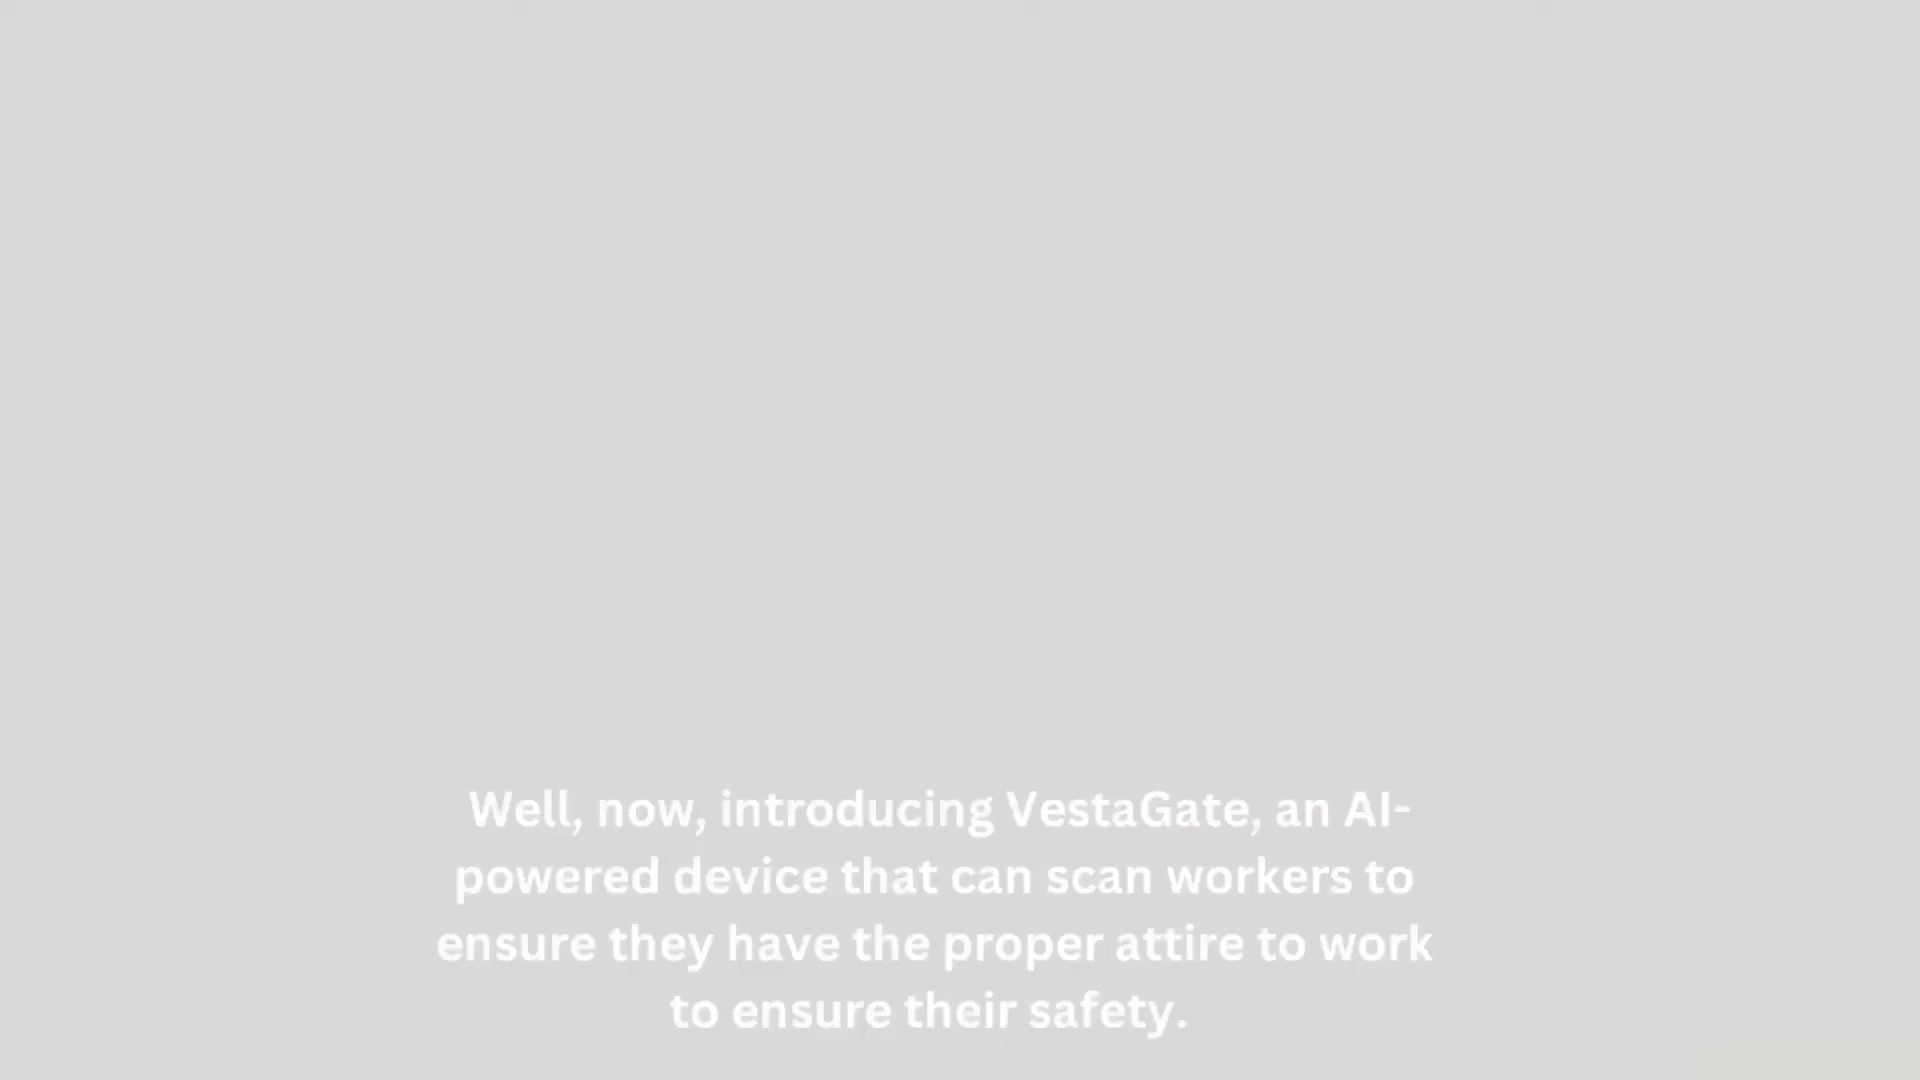 Well, now, introducing VestaGate, an AI-
powered device that can scan workers to
ensure they have the proper attire to work
to ensure their safety.